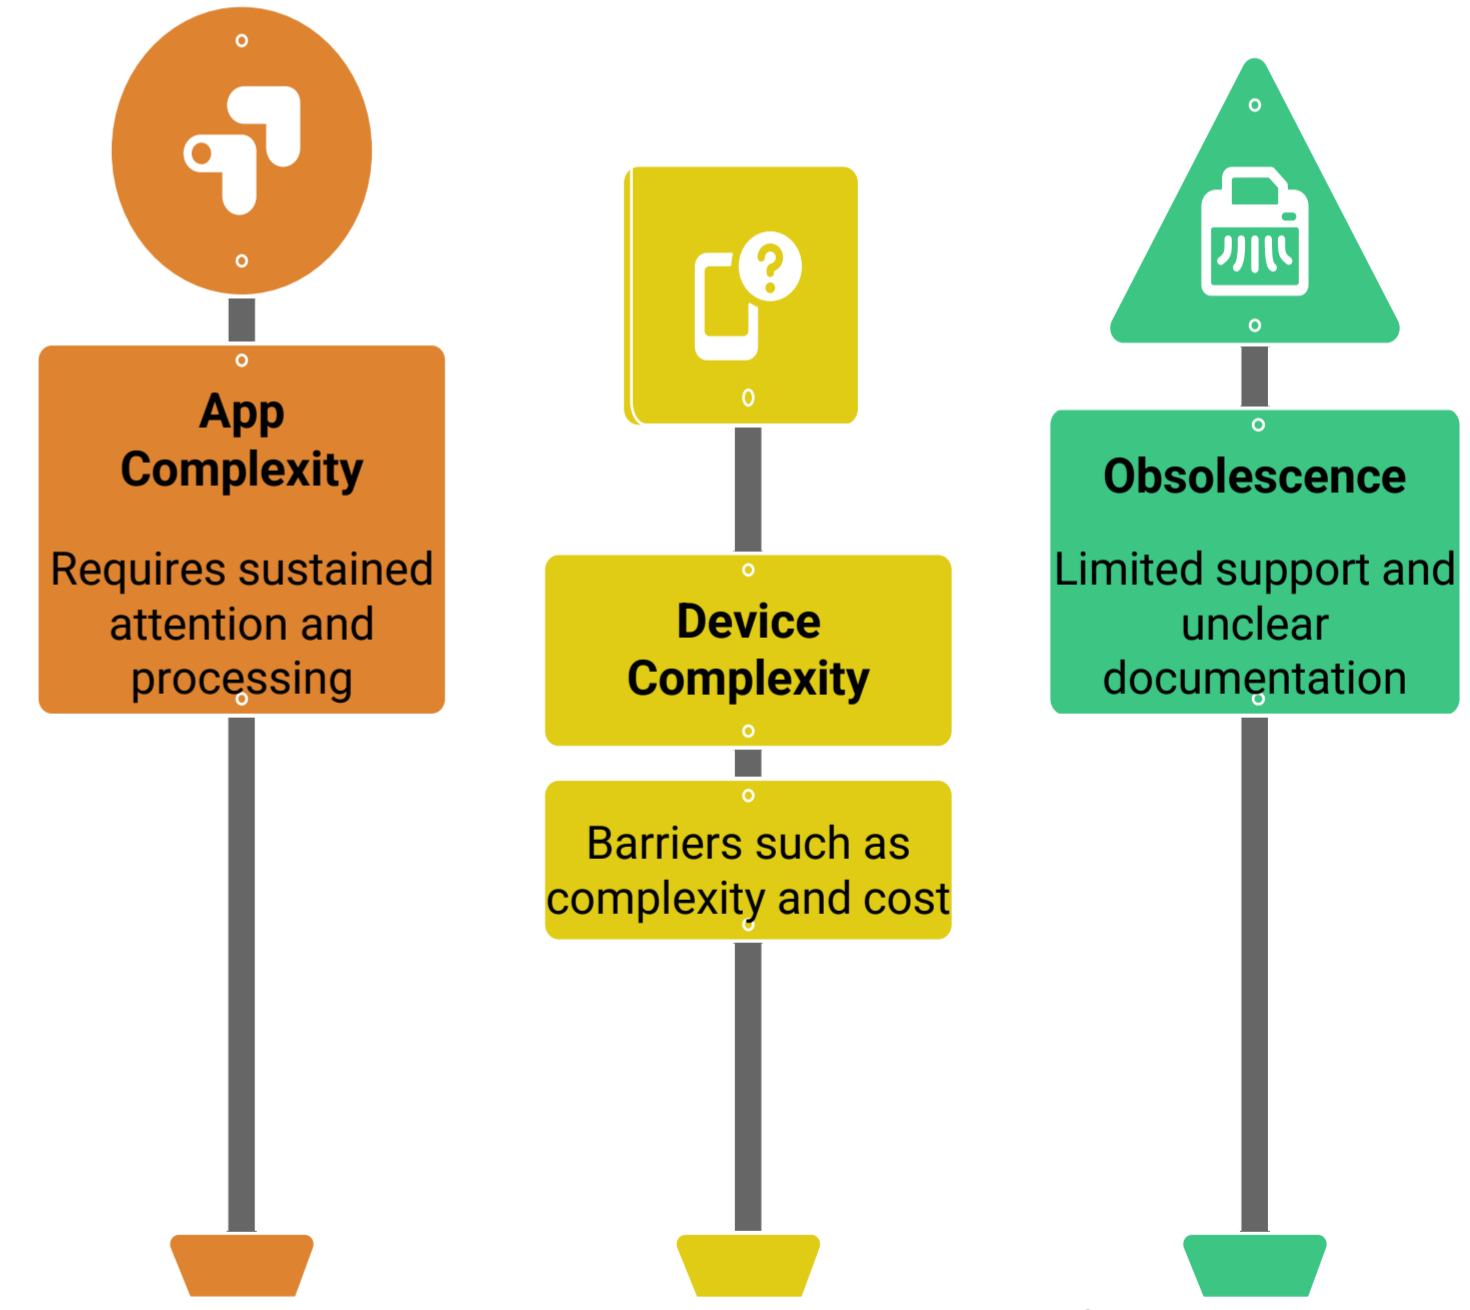 App
Complexity
Requires sustained
attention and
processing
?
Device
Complexity
Barriers such as
complexity and cost
Obsolescence
Limited support and
unclear
documentation